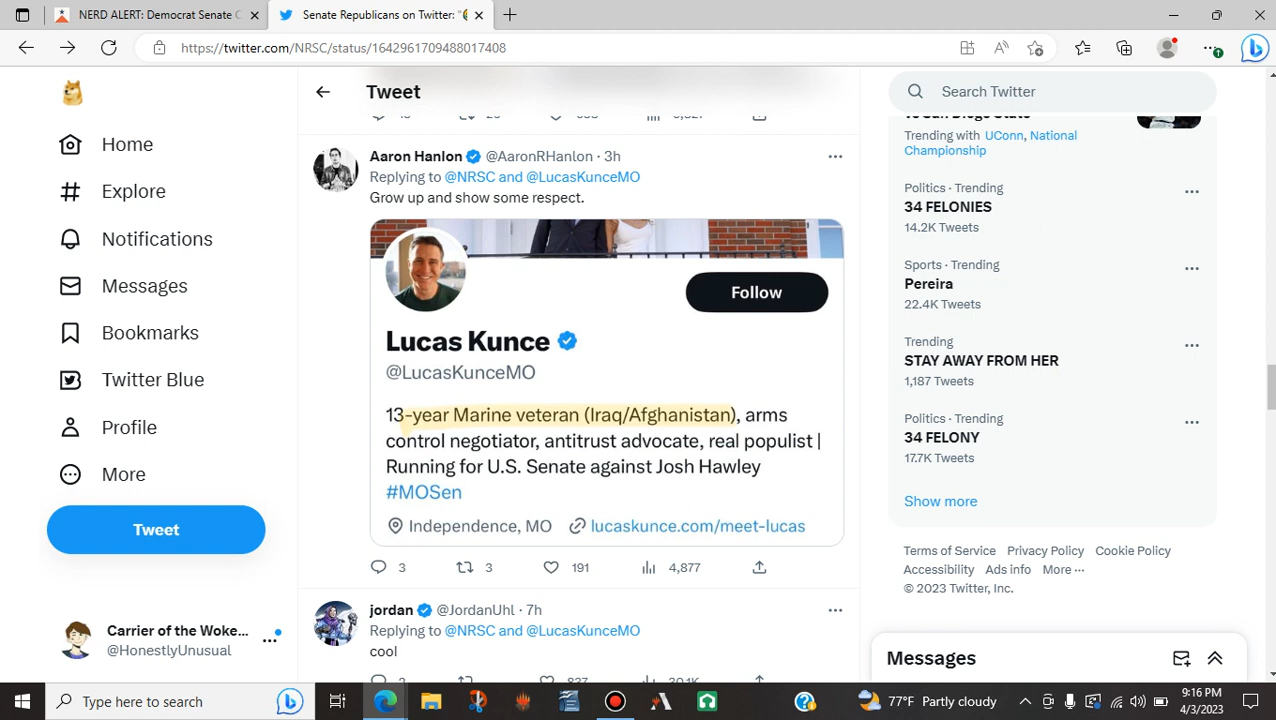 NERD ALERT: Democrat Senate C
Senate Republicans on Twitter: "
https://twitter.com/NRSC/status/1642961709488017408
Home
Explore
Notifications
Messages
Bookmarks
Twitter Blue
Profile
More
Tweet
Carrier of the Woke...
@HonestlyUnusual
Tweet
Aaron Hanlon @AaronRHanlon · 3h
Replying to @NRSC and @LucasKunceMO
Grow up and show some respect.
Follow
Lucas Kunce
@LucasKunceMO
13-year Marine veteran (Iraq/Afghanistan), arms
control negotiator, antitrust advocate, real populist |
Running for U.S. Senate against Josh Hawley
#MOSen
Independence, MO lucaskunce.com/meet-lucas
3 3 191 4,877
jordan @JordanUhl · 7h
Replying to @NRSC and @LucasKunceMO
cool
Search Twitter
San Diego State
Trending with UConn, National
Championship
Politics · Trending
34 FELONIES
14.2K Tweets
Sports · Trending
Pereira
22.4K Tweets
Trending
STAY AWAY FROM HER
1,187 Tweets
Politics · Trending
34 FELONY
17.7K Tweets
Show more
Terms of Service Privacy Policy Cookie Policy
Accessibility Ads info More ···
© 2023 Twitter, Inc.
Messages
Type here to search
77°F Partly cloudy
9:16 PM
4/3/2023